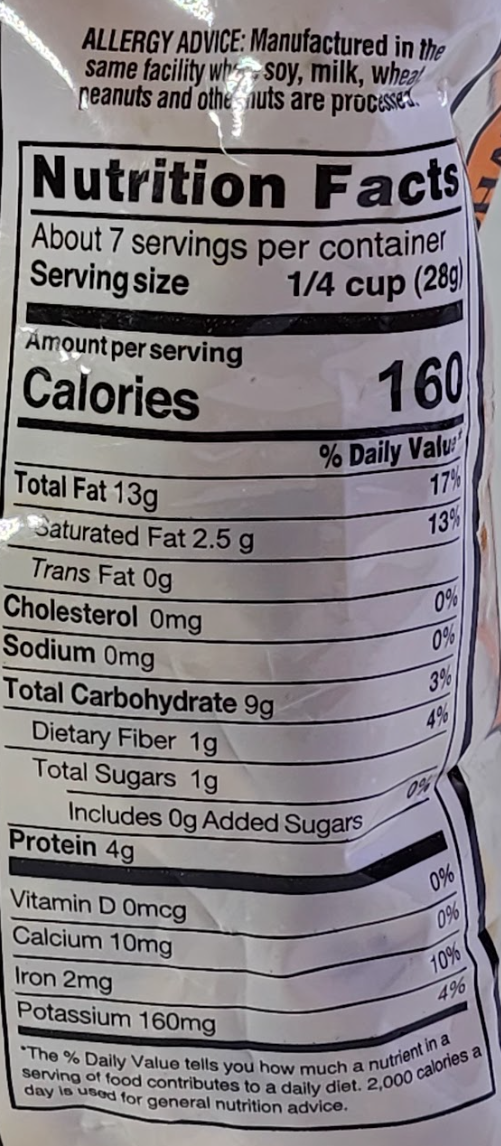 ALLERGY ADVICE: Manufactured in the
same facility soy, milk, wheat
peanuts and other nuts are processed.
Nutrition Facts
About 7 servings per container
Serving size 1/4 cup (28g)
Amount per serving
Calories 160
% Daily Value*
Total Fat 13g 17%
Saturated Fat 2.5 g 13%
Trans Fat 0g
Cholesterol 0mg 0%
Sodium 0mg 0%
Total Carbohydrate 9g 3%
Dietary Fiber 1g 4%
Total Sugars 1g
Includes 0g Added Sugars 0%
Protein 4g
Vitamin D 0mcg 0%
Calcium 10mg 0%
Iron 2mg 10%
Potassium 160mg 4%
*The % Daily Value tells you how much a nutrient in a
serving of food contributes to a daily diet. 2,000 calories a
day is used for general nutrition advice.